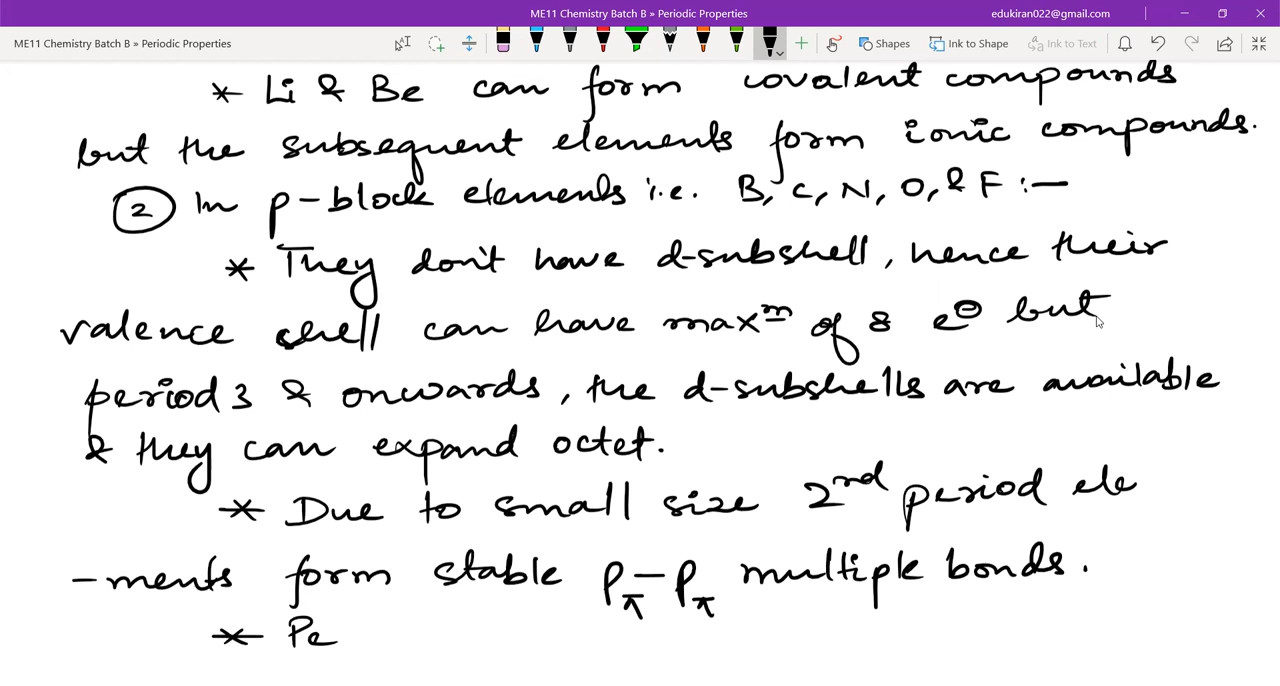 ME11 Chemistry Batch B » Periodic Properties
edukiran022@gmail.com
ME11 Chemistry Batch B » Periodic Properties
Shapes
Ink to Shape
Ink to Text
* Li & Be can form covalent compounds
but the subsequent elements form ionic compounds.
2 In p-block elements i.e. B, C, N, O, & F :-
* They don't have d-subshell, hence their
valence shell can have max^m of 8 e⊖ but
period 3 & onwards, the d-subshells are available
& they can expand octet.
* Due to small size 2nd period ele
-ments form stable Pπ-Pπ multiple bonds.
* Pe